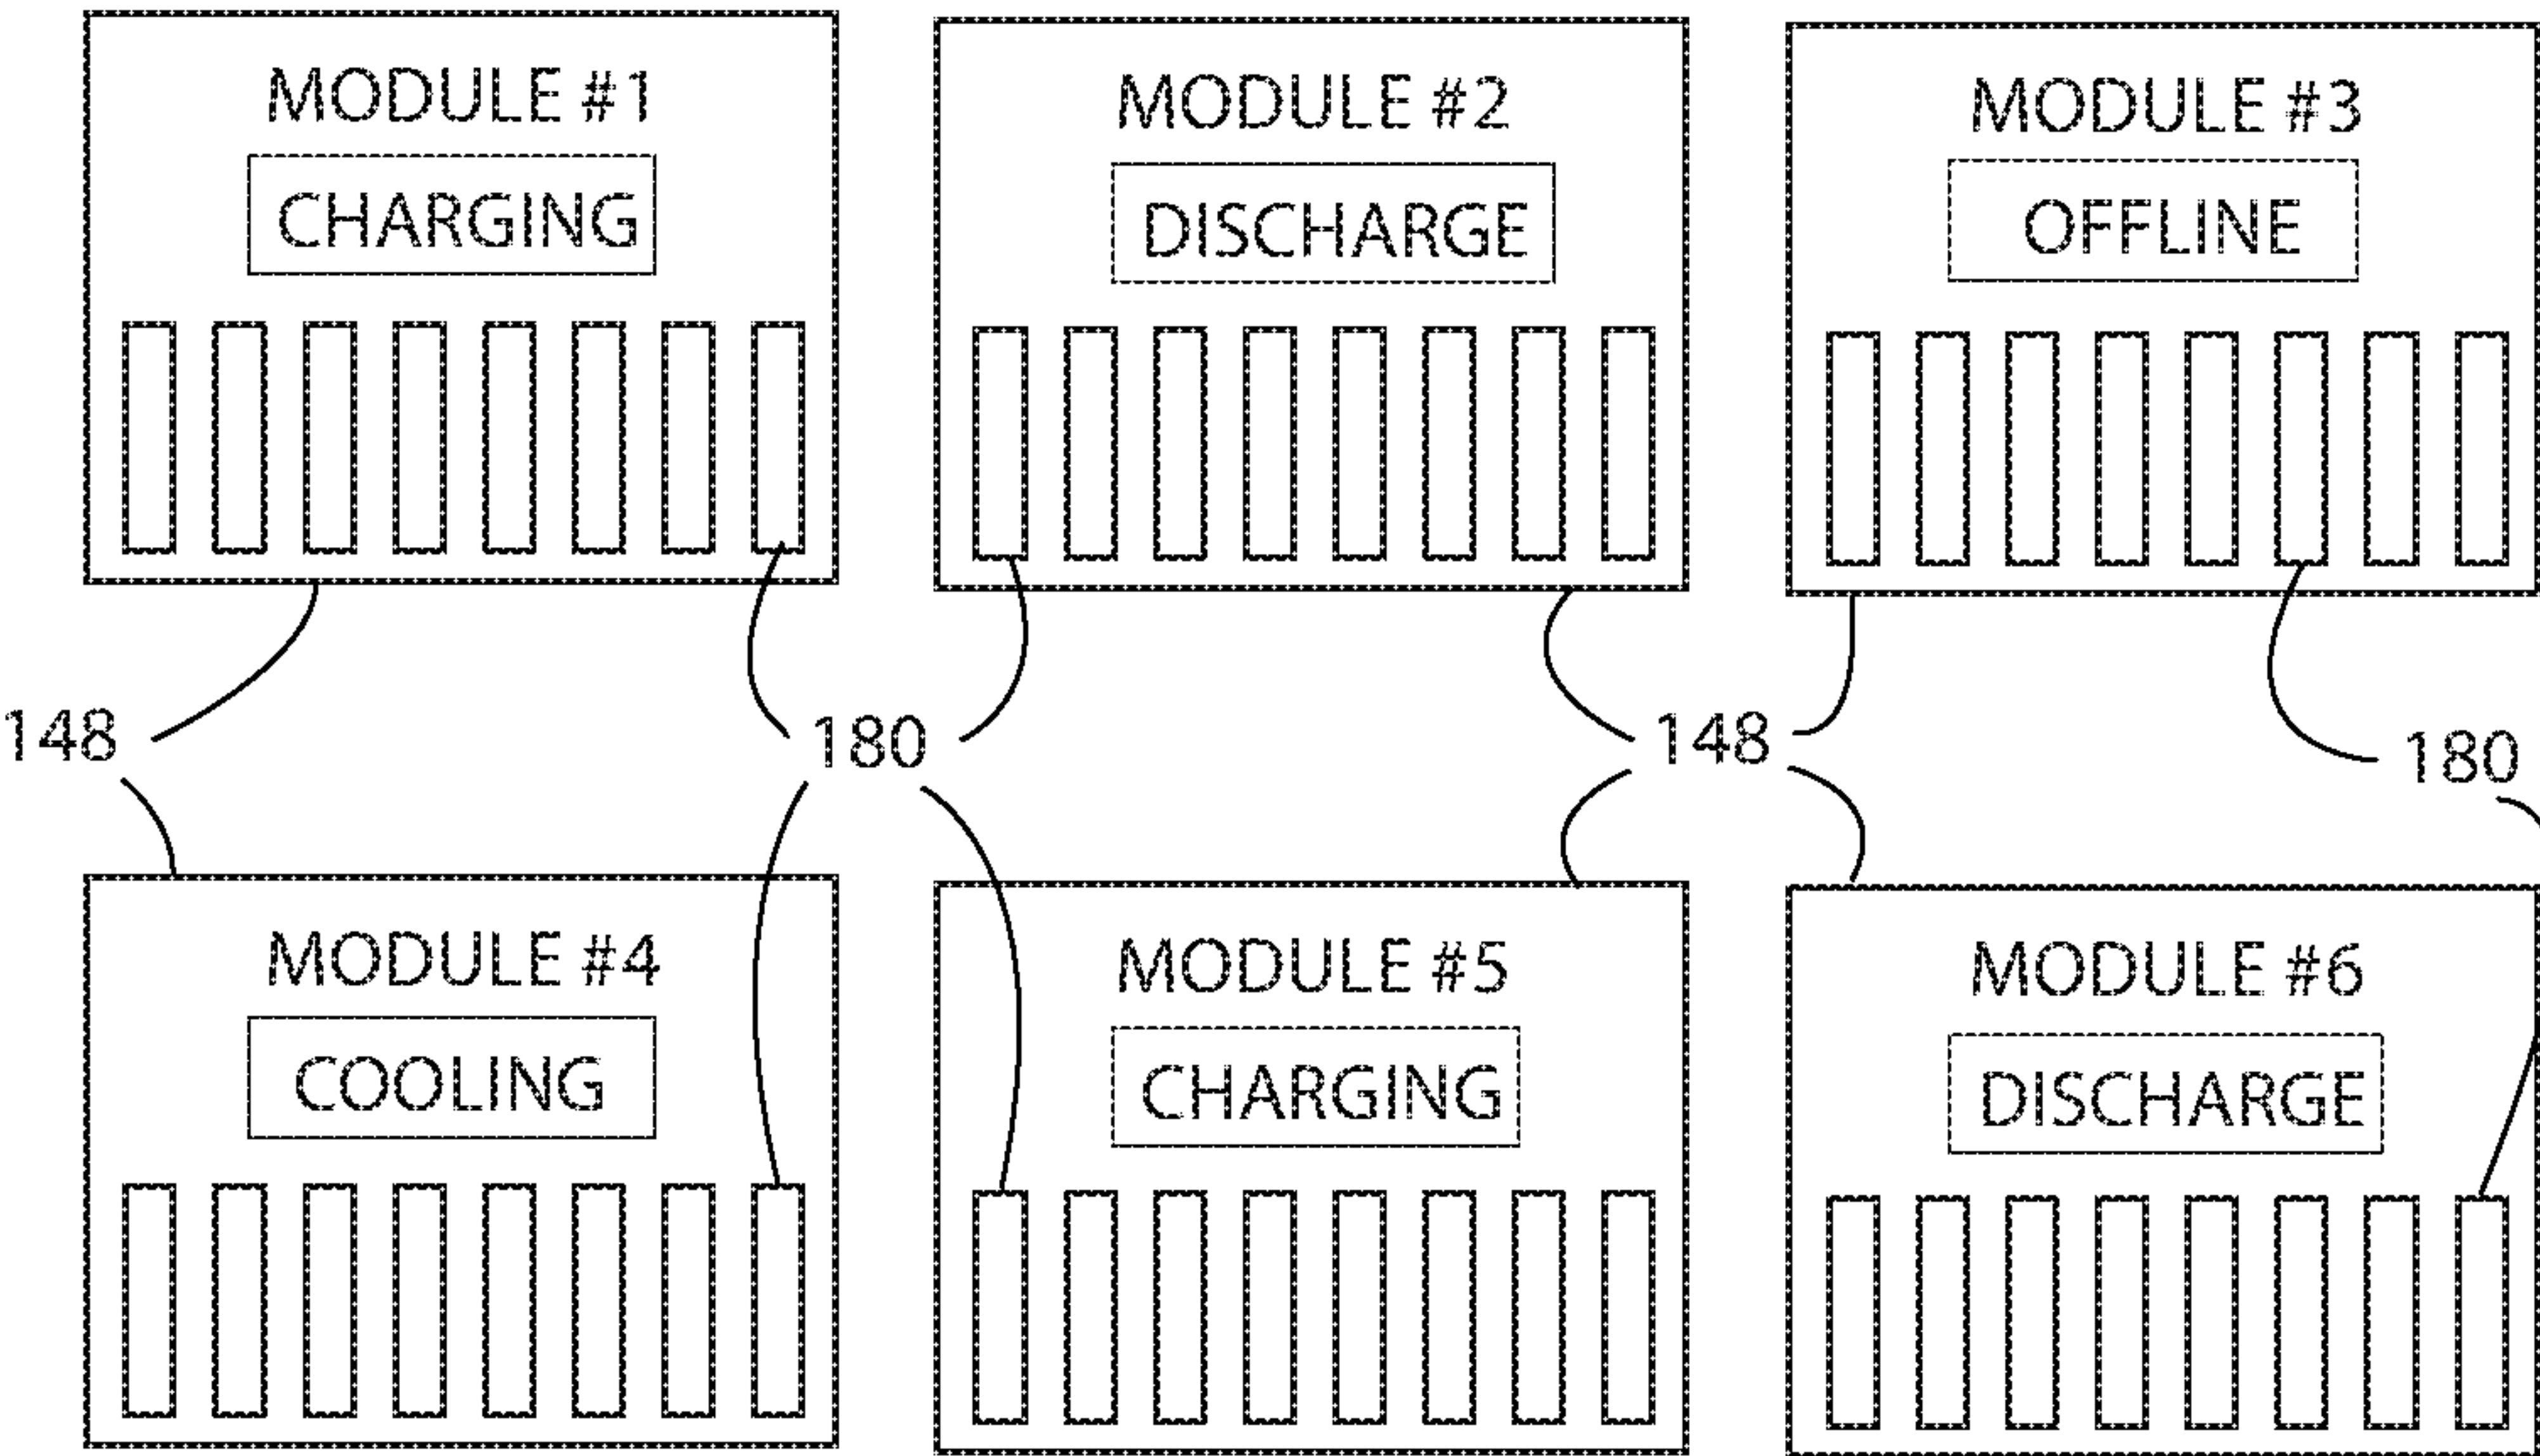 MODULE #1
CHARGING
MODULE #2
DISCHARGE
MODULE #3
OFFLINE
148
180
148
180
MODULE #4
COOLING
MODULE #5
CHARGING
MODULE #6
DISCHARGE